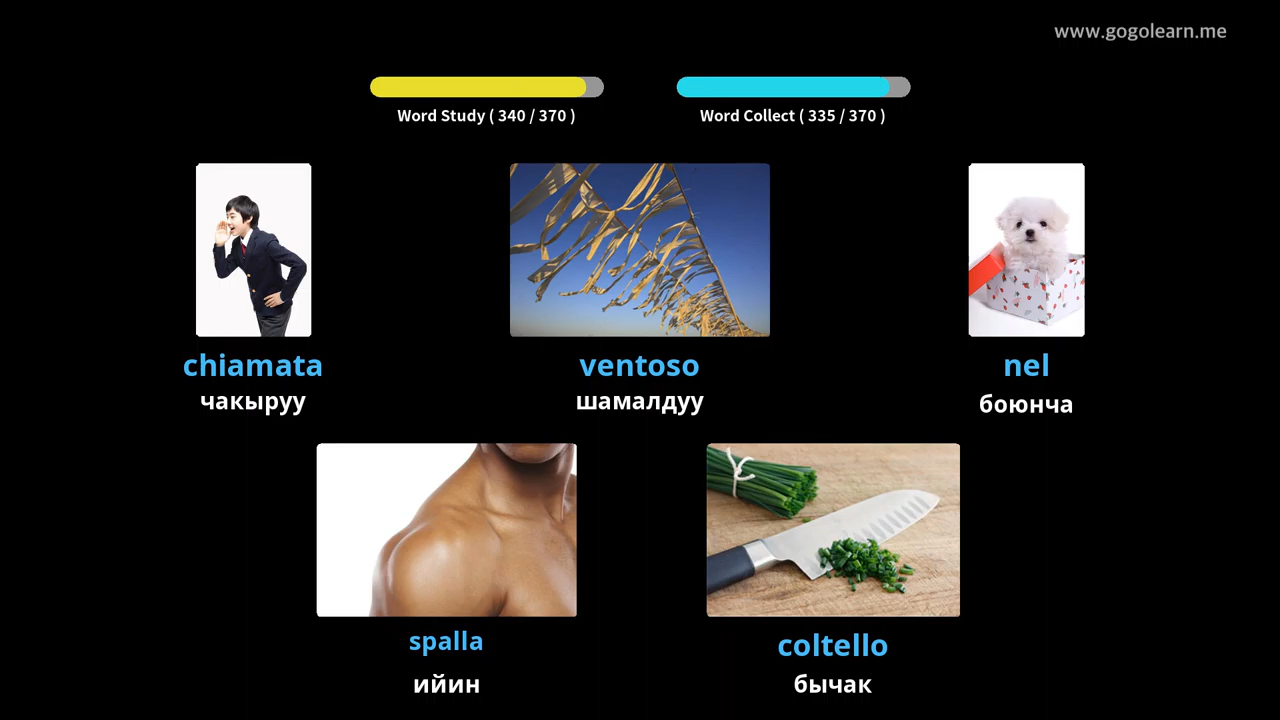 www.gogolearn.me
Word Study ( 340 / 370 )
Word Collect ( 335 / 370 )
chiamata
чакыруу
ventoso
шамалдуу
nel
боюнча
spalla
ийин
coltello
бычак